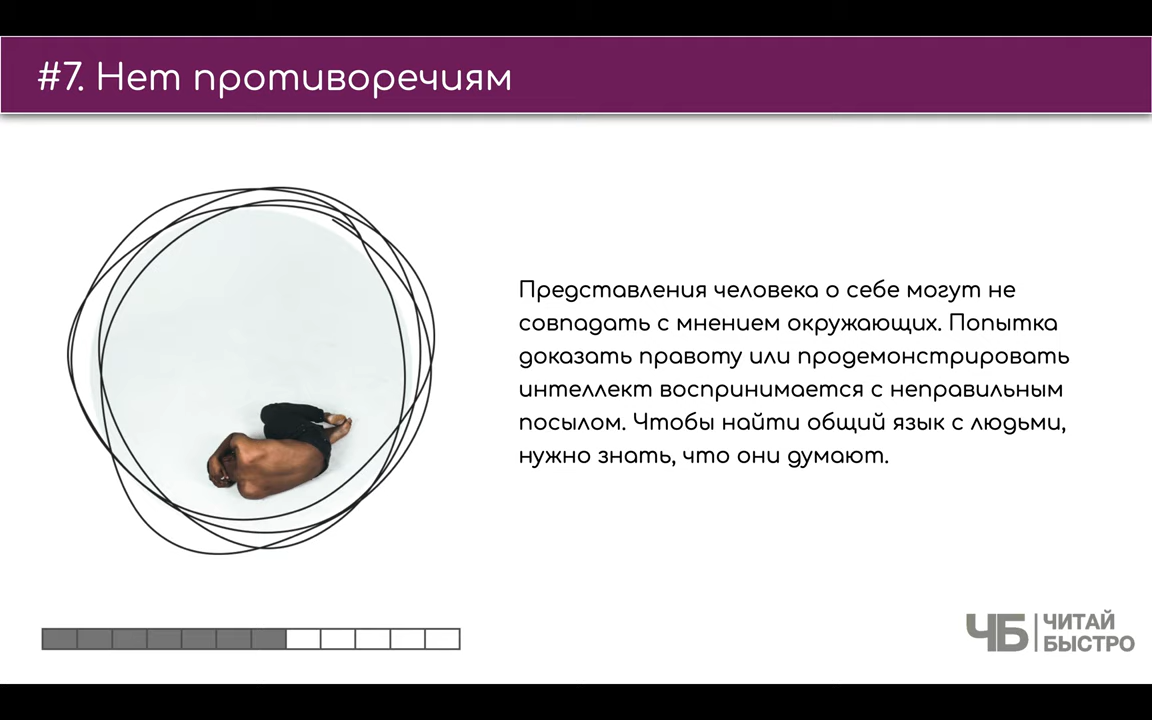 #7. Нет противоречиям
Представления человека о себе могут не
совпадать с мнением окружающих. Попытка
доказать правоту или продемонстрировать
интеллект воспринимается с неправильным
посылом. Чтобы найти общий язык с людьми,
нужно знать, что они думают.
ЧБ
ЧИТАЙ
БЫСТРО